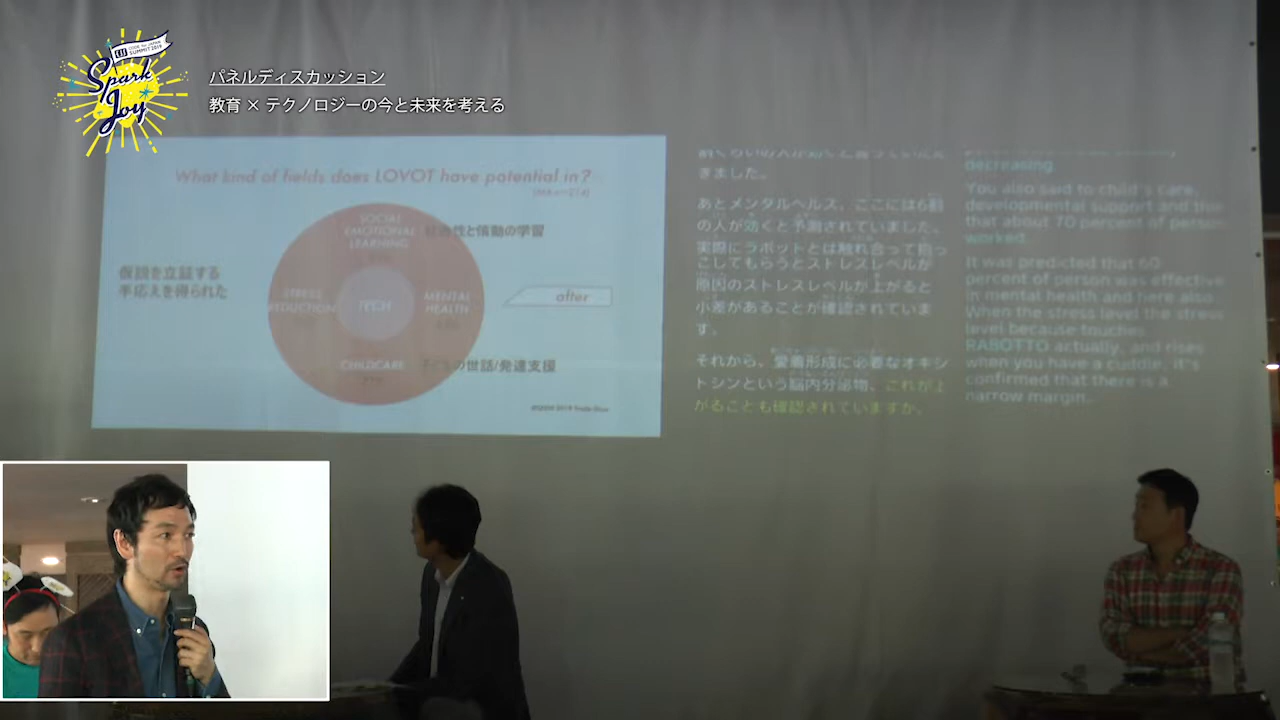 CODE for JAPAN
SUMMIT 2019
Spark
Joy
パネルディスカッション
教育 × テクノロジーの今と未来を考える
What kind of fields does LOVOT have potential in?
SOCIAL
EMOTIONAL
LEARNING
と情動の学習
仮説を立証する
手応えを得られた
STRESS
REDUCTION
TECH
MENTAL
HEALTH
after
CHILDCARE
の世話/発達支援
きました。
あとメンタルヘルス、ここには6割
の人が効くと予測されていました、
実際にラボットとは触れ合って抱っ
こしてもらうとストレスレベルが
原因のストレスレベルが上がると
小差があることが確認されていま
す。
それから、愛着形成に必要なオキシ
トシンという脳内分泌物、これが上
がることも確認されていますか。
decreasing.
You also said to child's care,
developmental support and the
that about 70 percent of person
worked.
It was predicted that 60
percent of person was effective
in mental health and here also.
When the stress level the stress
level because touches
RABOTTO actually, and rises
when you have a cuddle, it's
confirmed that there is a
narrow margin.